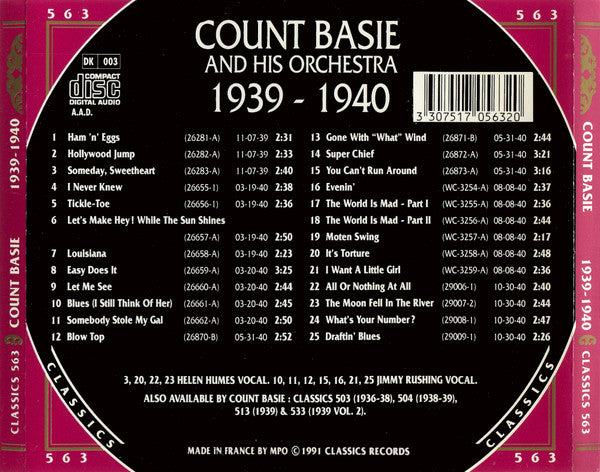 563
563
COUNT BASIE
AND HIS ORCHESTRA
1939 - 1940
DK 003
COMPACT
disc
DIGITAL AUDIO
A.A.D.
3 307517 056320
1 Ham 'n' Eggs (26281-A) 11-07-39 2:31
2 Hollywood Jump (26282-A) 11-07-39 2:33
3 Someday, Sweetheart (26283-A) 11-07-39 2:40
4 I Never Knew (26655-1) 03-19-40 2:38
5 Tickle-Toe (26656-1) 03-19-40 2:36
6 Let's Make Hey! While The Sun Shines
(26657-A) 03-19-40 2:50
7 Louisiana (26658-A) 03-19-40 2:23
8 Easy Does It (26659-A) 03-20-40 3:25
9 Let Me See (26660-A) 03-20-40 2:50
10 Blues (I Still Think Of Her) (26661-A) 03-20-40 2:45
11 Somebody Stole My Gal (26662-A) 03-20-40 2:50
12 Blow Top (26870-B) 05-31-40 2:52
13 Gone With "What" Wind (26871-B) 05-31-40 2:44
14 Super Chief (26872-A) 05-31-40 3:21
15 You Can't Run Around (26873-A) 05-31-40 3:16
16 Evenin' (WC-3254-A) 08-08-40 2:37
17 The World Is Mad - Part I (WC-3255-A) 08-08-40 2:44
18 The World Is Mad - Part II (WC-3256-A) 08-08-40 2:44
19 Moten Swing (WC-3257-A) 08-08-40 2:17
20 It's Torture (WC-3258-A) 08-08-40 2:48
21 I Want A Little Girl (WC-3259-A) 08-08-40 2:36
22 All Or Nothing At All (29006-1) 10-30-40 2:40
23 The Moon Fell In The River (29007-2) 10-30-40 2:44
24 What's Your Number? (29008-1) 10-30-40 2:47
25 Draftin' Blues (29009-1) 10-30-40 2:26
3, 20, 22, 23 HELEN HUMES VOCAL. 10, 11, 12, 15, 16, 21, 25 JIMMY RUSHING VOCAL.
ALSO AVAILABLE BY COUNT BASIE : CLASSICS 503 (1936-38), 504 (1938-39),
513 (1939) & 533 (1939 VOL. 2).
MADE IN FRANCE BY MPO © 1991 CLASSICS RECORDS
CLASSICS
CLASSICS
563
563
CLASSICS 563 COUNT BASIE 1939-1940
COUNT BASIE 1939-1940 CLASSICS 563